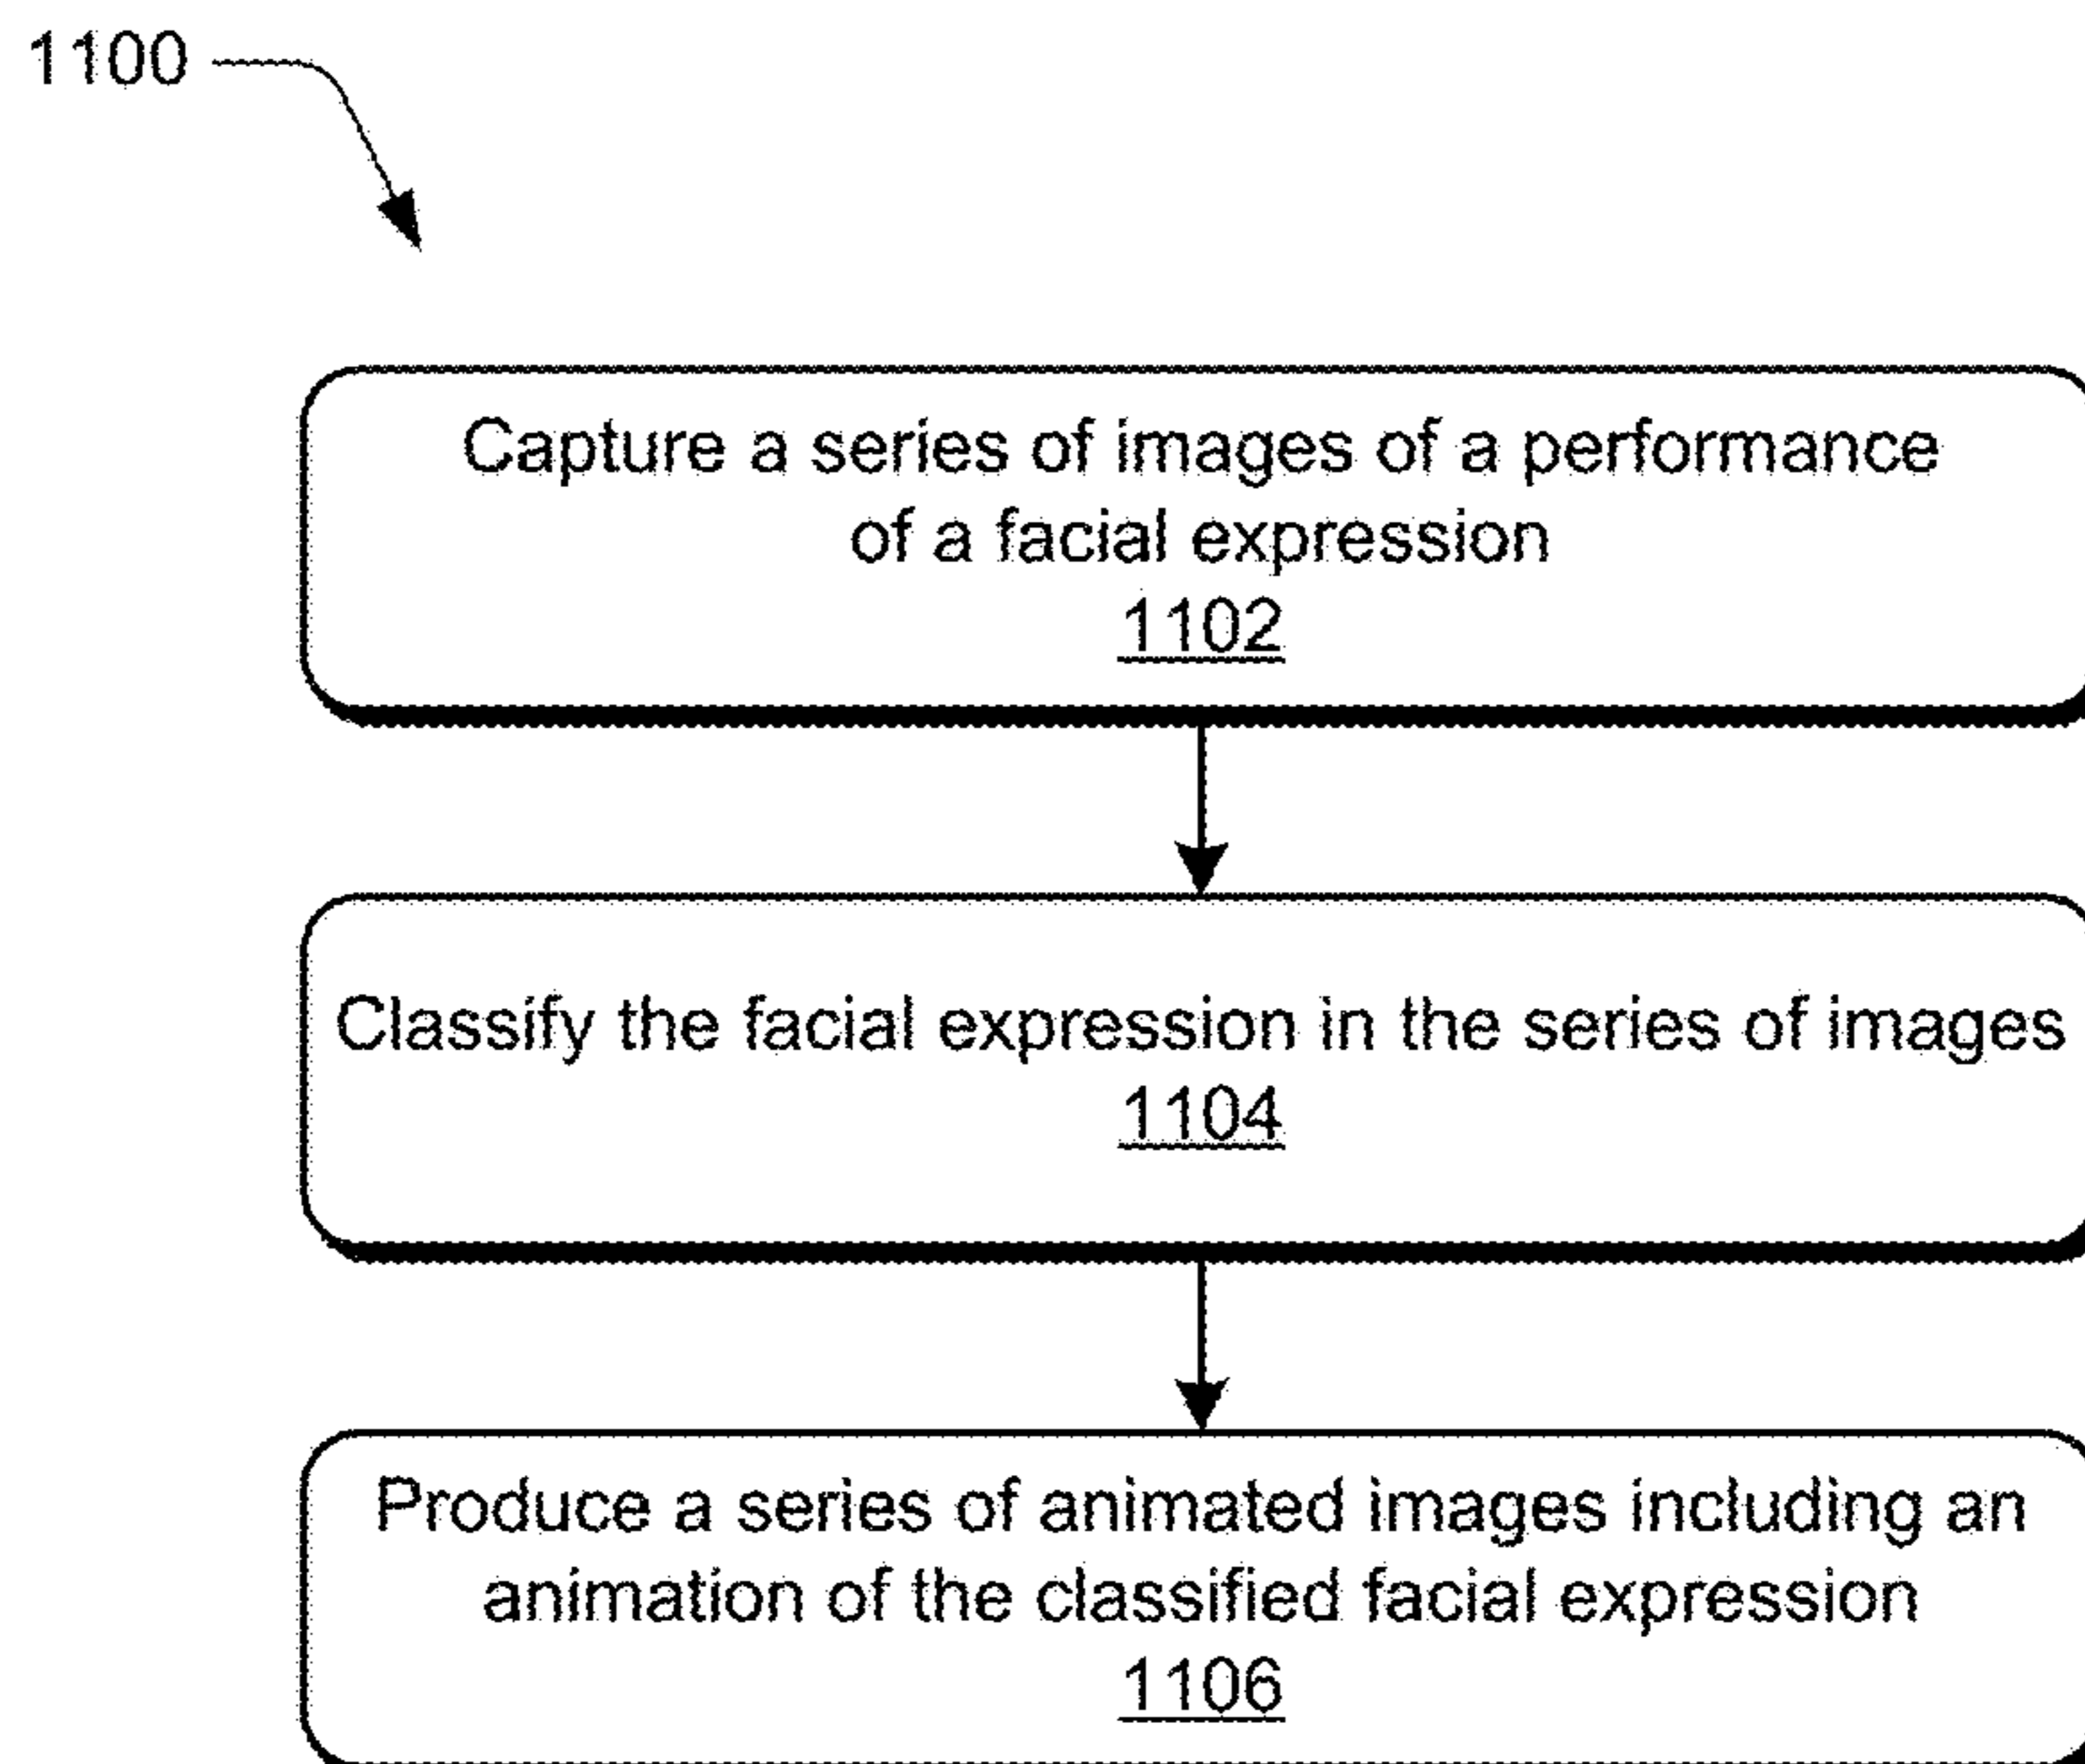 1100
Capture a series of images of a performance
of a facial expression
1102
Classify the facial expression in the series of images
1104
Produce a series of animated images including an
animation of the classified facial expression
1106